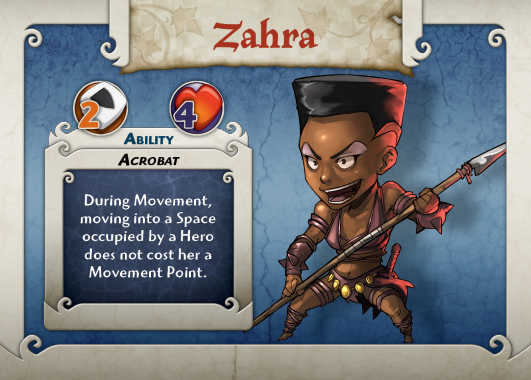 Zahra
2 4
Ability
Acrobat
During Movement,
moving into a Space
occupied by a Hero
does not cost her a
Movement Point.